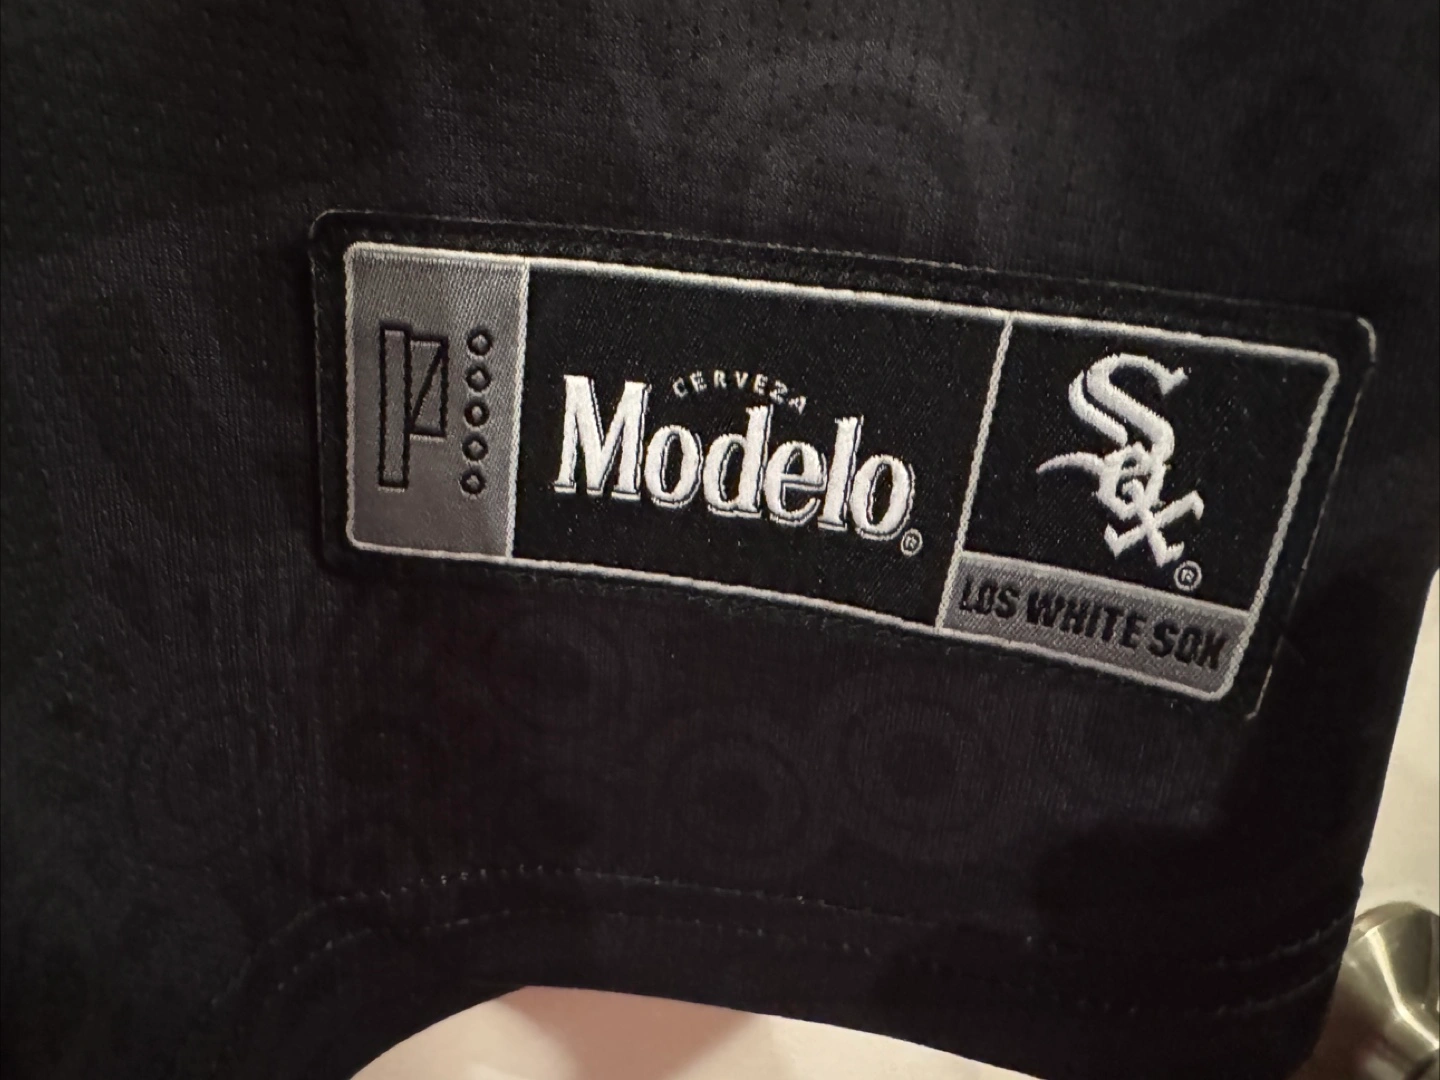 CERVEZA
Modelo®
Sox®
LOS WHITE SOX